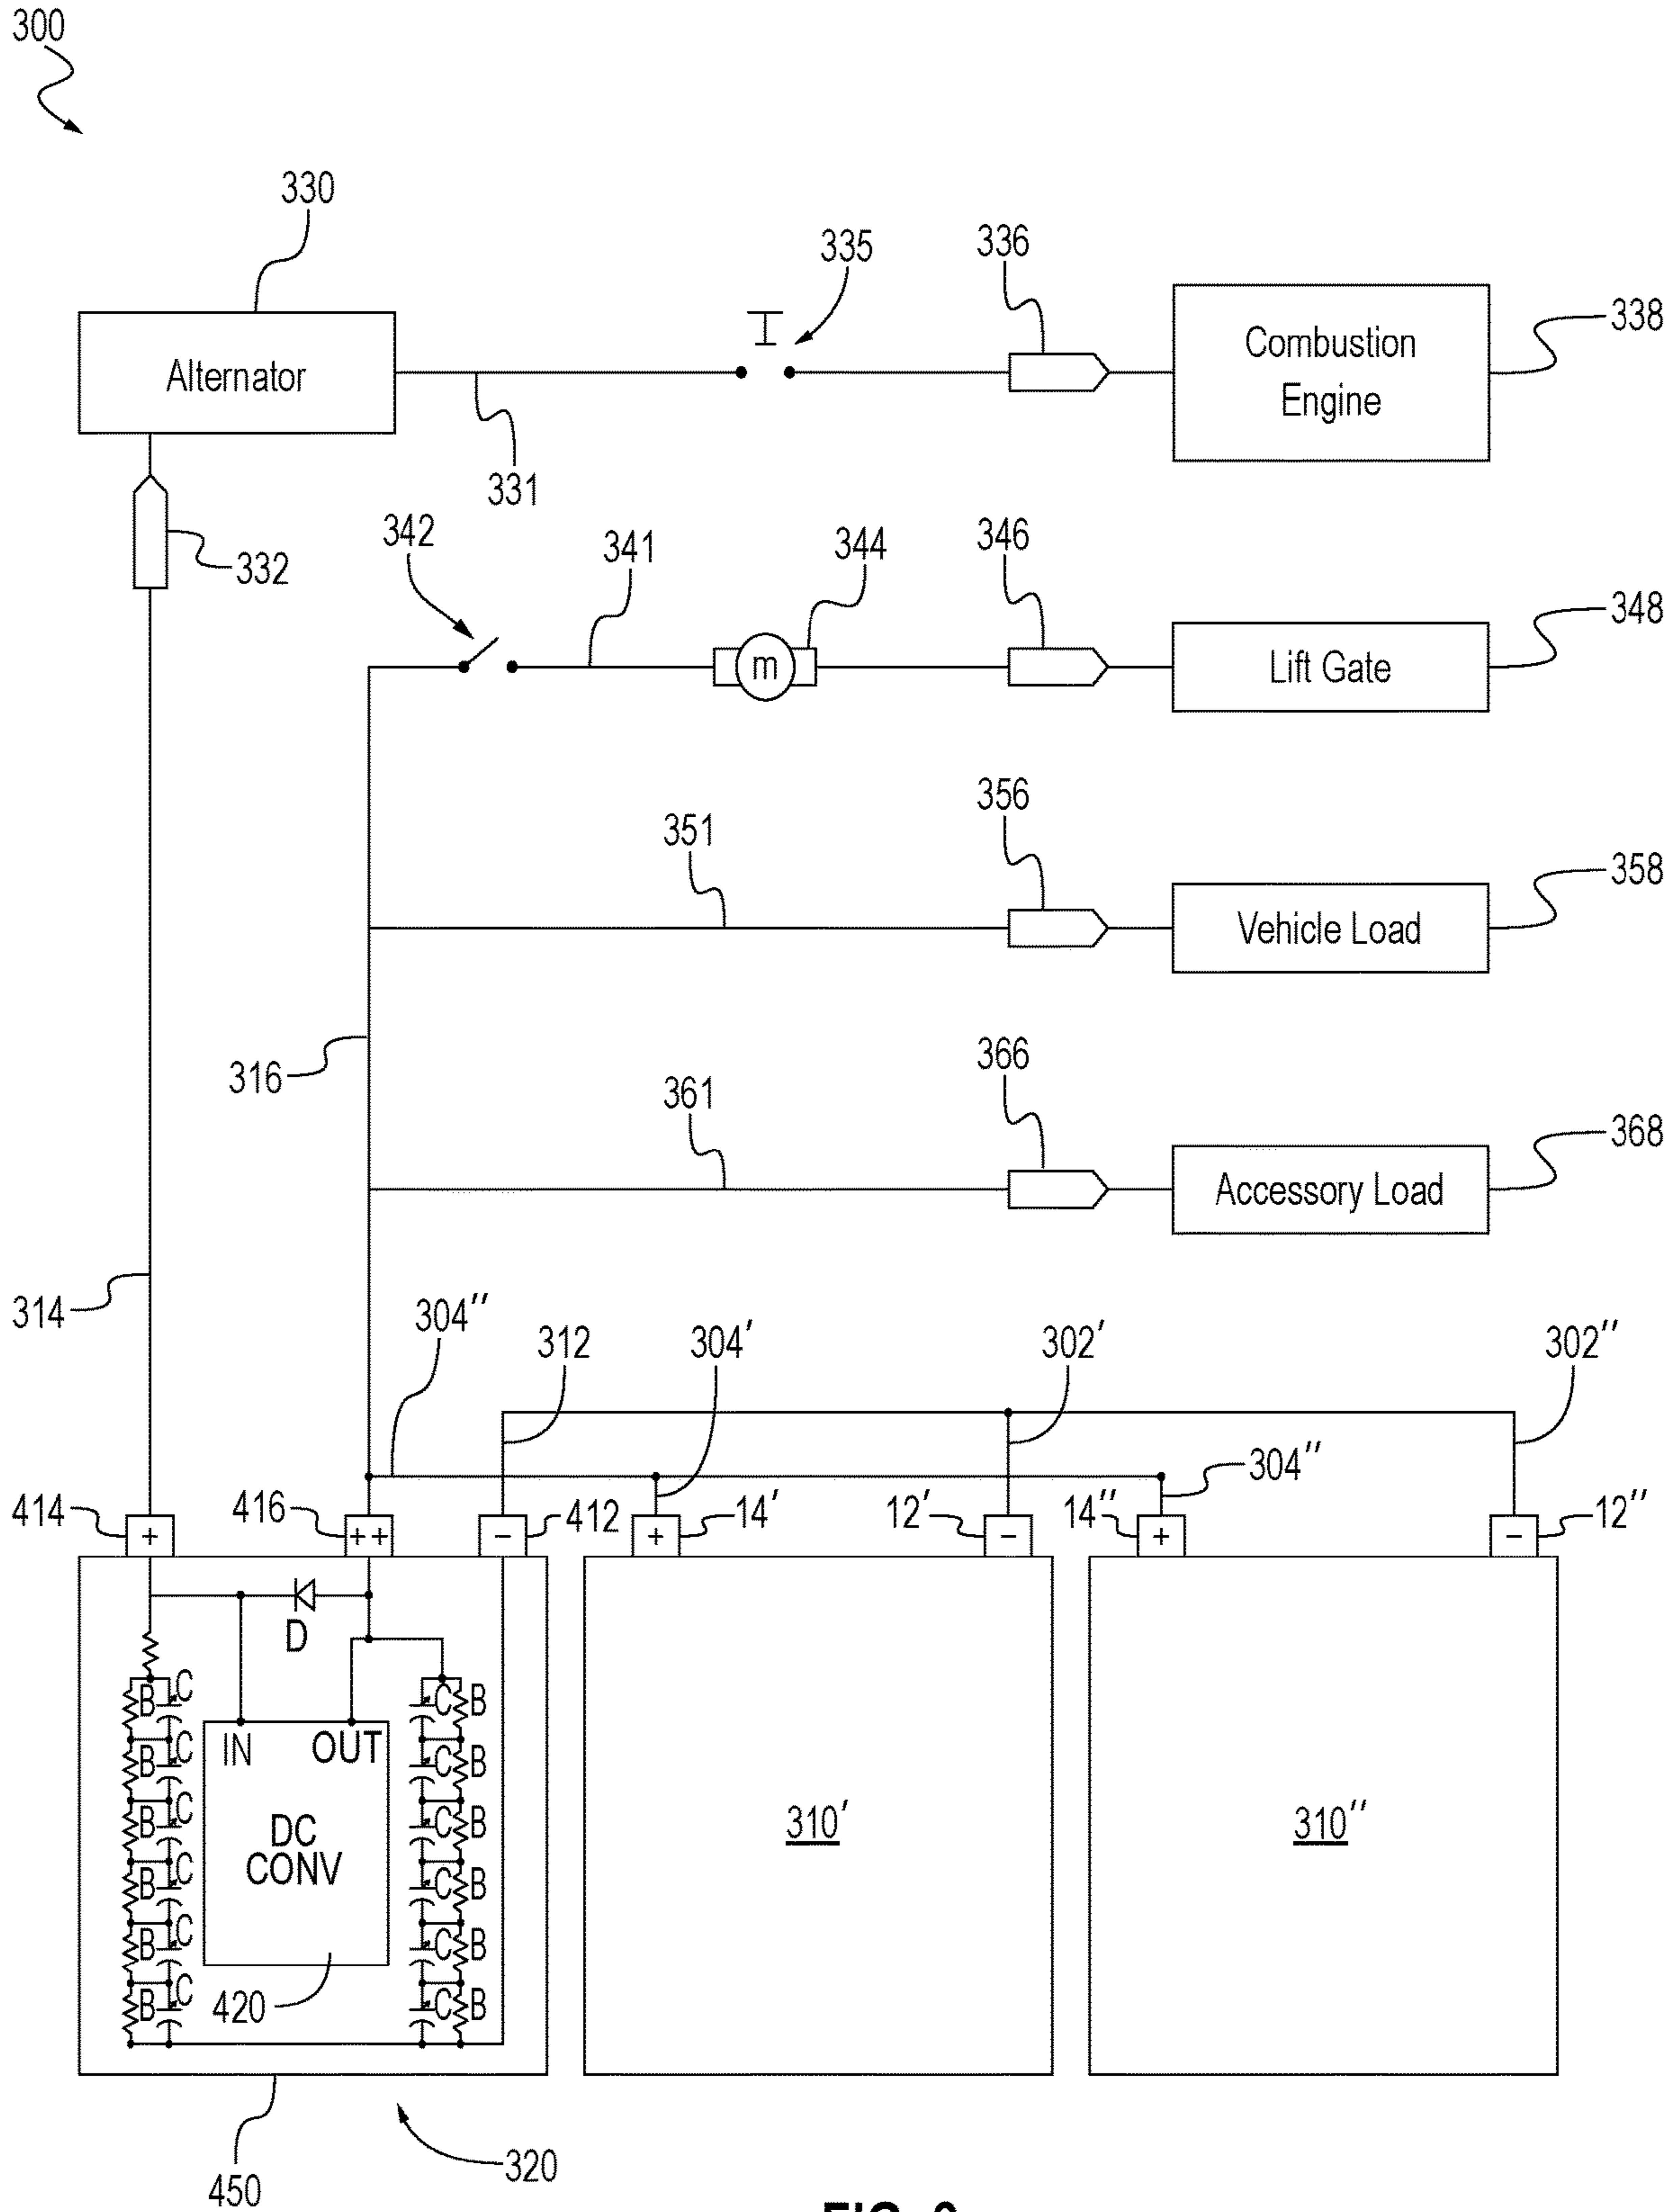 300
330
335
336
338
Alternator
Combustion
Engine
331
332
342
341
344
346
348
m
Lift Gate
351
356
358
Vehicle Load
316
361
366
368
Accessory Load
314
304″
312
304′
302′
302″
304″
414
+
416
++
-
412
+
14′
12′
-
14″
+
-
12″
D
C
B
C
B
C
B
C
B
C
B
C
B
IN
OUT
DC
CONV
420
C
B
C
B
C
B
C
B
C
B
C
B
310′
310″
450
320